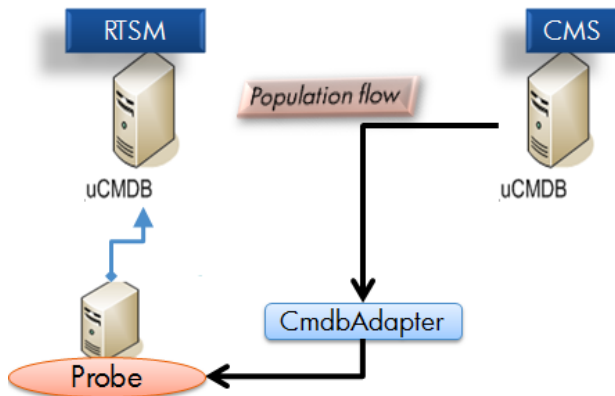 RTSM
CMS
Population flow
uCMDB
uCMDB
CmdbAdapter
Probe